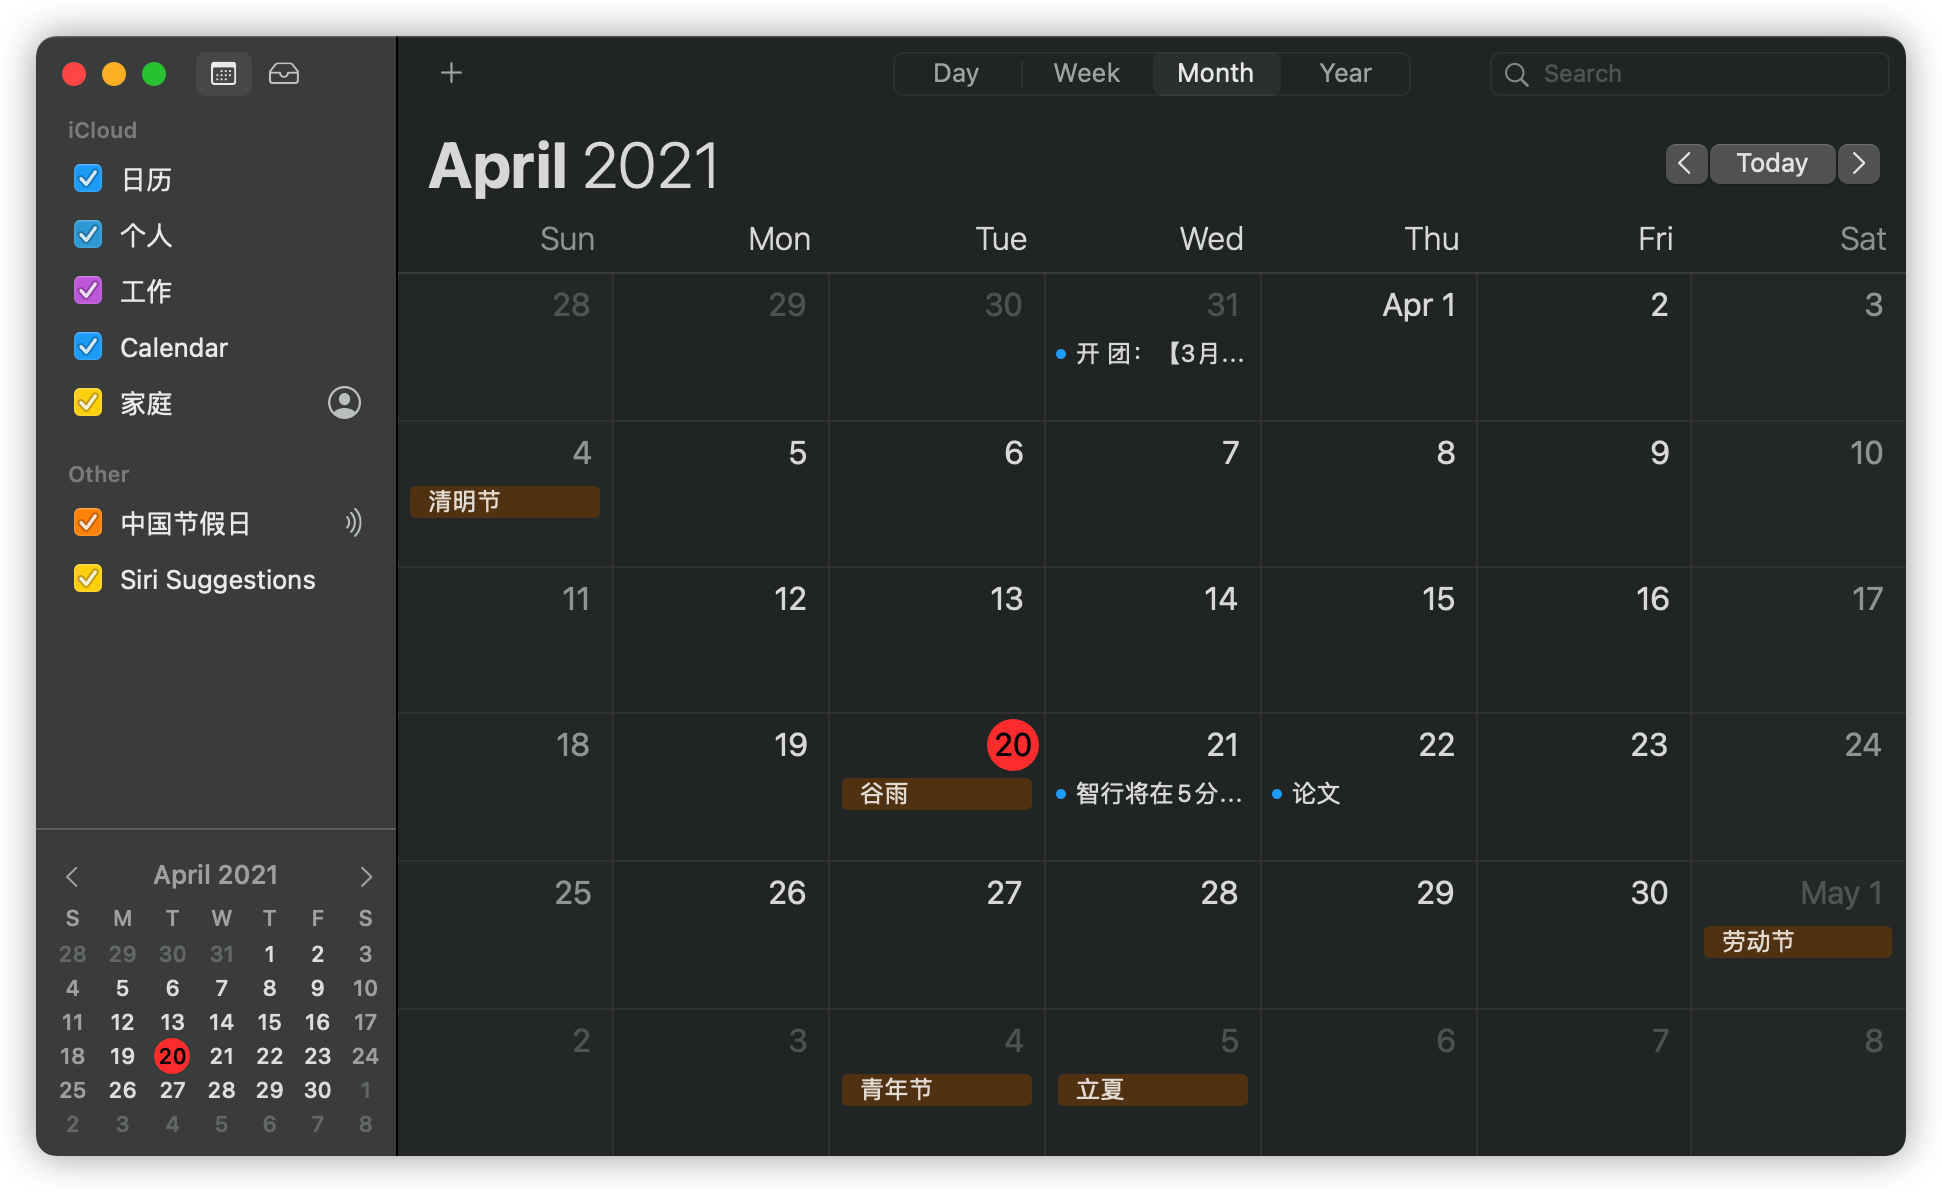 iCloud
日历
个人
工作
Calendar
家庭
Other
中国节假日
Siri Suggestions
April 2021
S M T W T F S
28 29 30 31 1 2 3
4 5 6 7 8 9 10
11 12 13 14 15 16 17
18 19 20 21 22 23 24
25 26 27 28 29 30 1
2 3 4 5 6 7 8
Day Week Month Year
Search
April 2021
Today
Sun Mon Tue Wed Thu Fri Sat
28 29 30 31 Apr 1 2 3
开 团：【3月...
4 5 6 7 8 9 10
清明节
11 12 13 14 15 16 17
18 19 20 21 22 23 24
谷雨 智行将在5分... 论文
25 26 27 28 29 30 May 1
劳动节
2 3 4 5 6 7 8
青年节 立夏